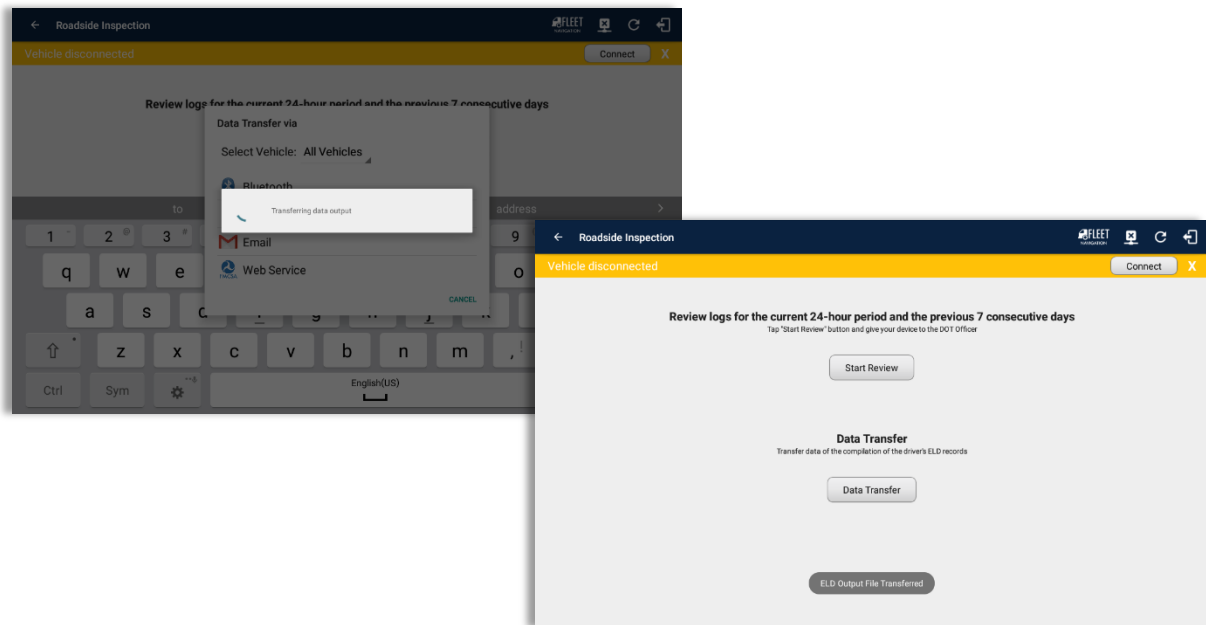 Roadside Inspection
FLEET
NAVIGATION
Vehicle disconnected
Connect
X
Review logs for the current 24-hour period and the previous 7 consecutive days
Data Transfer via
Select Vehicle: All Vehicles
Bluetooth
Transferring data output
Email
Web Service
CANCEL
to
address
>
1 2 @ 3 # 9
q w e o
a s d f g h j k
z x c v b n m , !
Ctrl Sym English(US)
Roadside Inspection
FLEET
NAVIGATION
Vehicle disconnected
Connect
X
Review logs for the current 24-hour period and the previous 7 consecutive days
Tap "Start Review" button and give your device to the DOT Officer
Start Review
Data Transfer
Transfer data of the compilation of the driver's ELD records
Data Transfer
ELD Output File Transferred